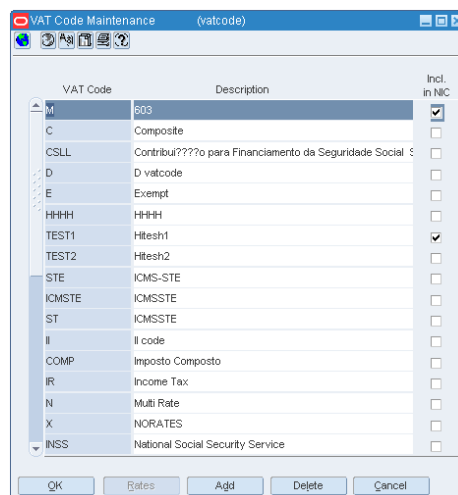 VAT Code Maintenance (vatcode)
VAT Code Description Incl. in NIC
M 603
C Composite
CSLL Contribui????o para Financiamento da Seguridade Social S
D D vatcode
E Exempt
HHHH HHHH
TEST1 Hitesh1
TEST2 Hitesh2
STE ICMS-STE
ICMSTE ICMSSTE
ST ICMSSTE
II II code
COMP Imposto Composto
IR Income Tax
N Multi Rate
X NORATES
INSS National Social Security Service
OK Rates Add Delete Cancel